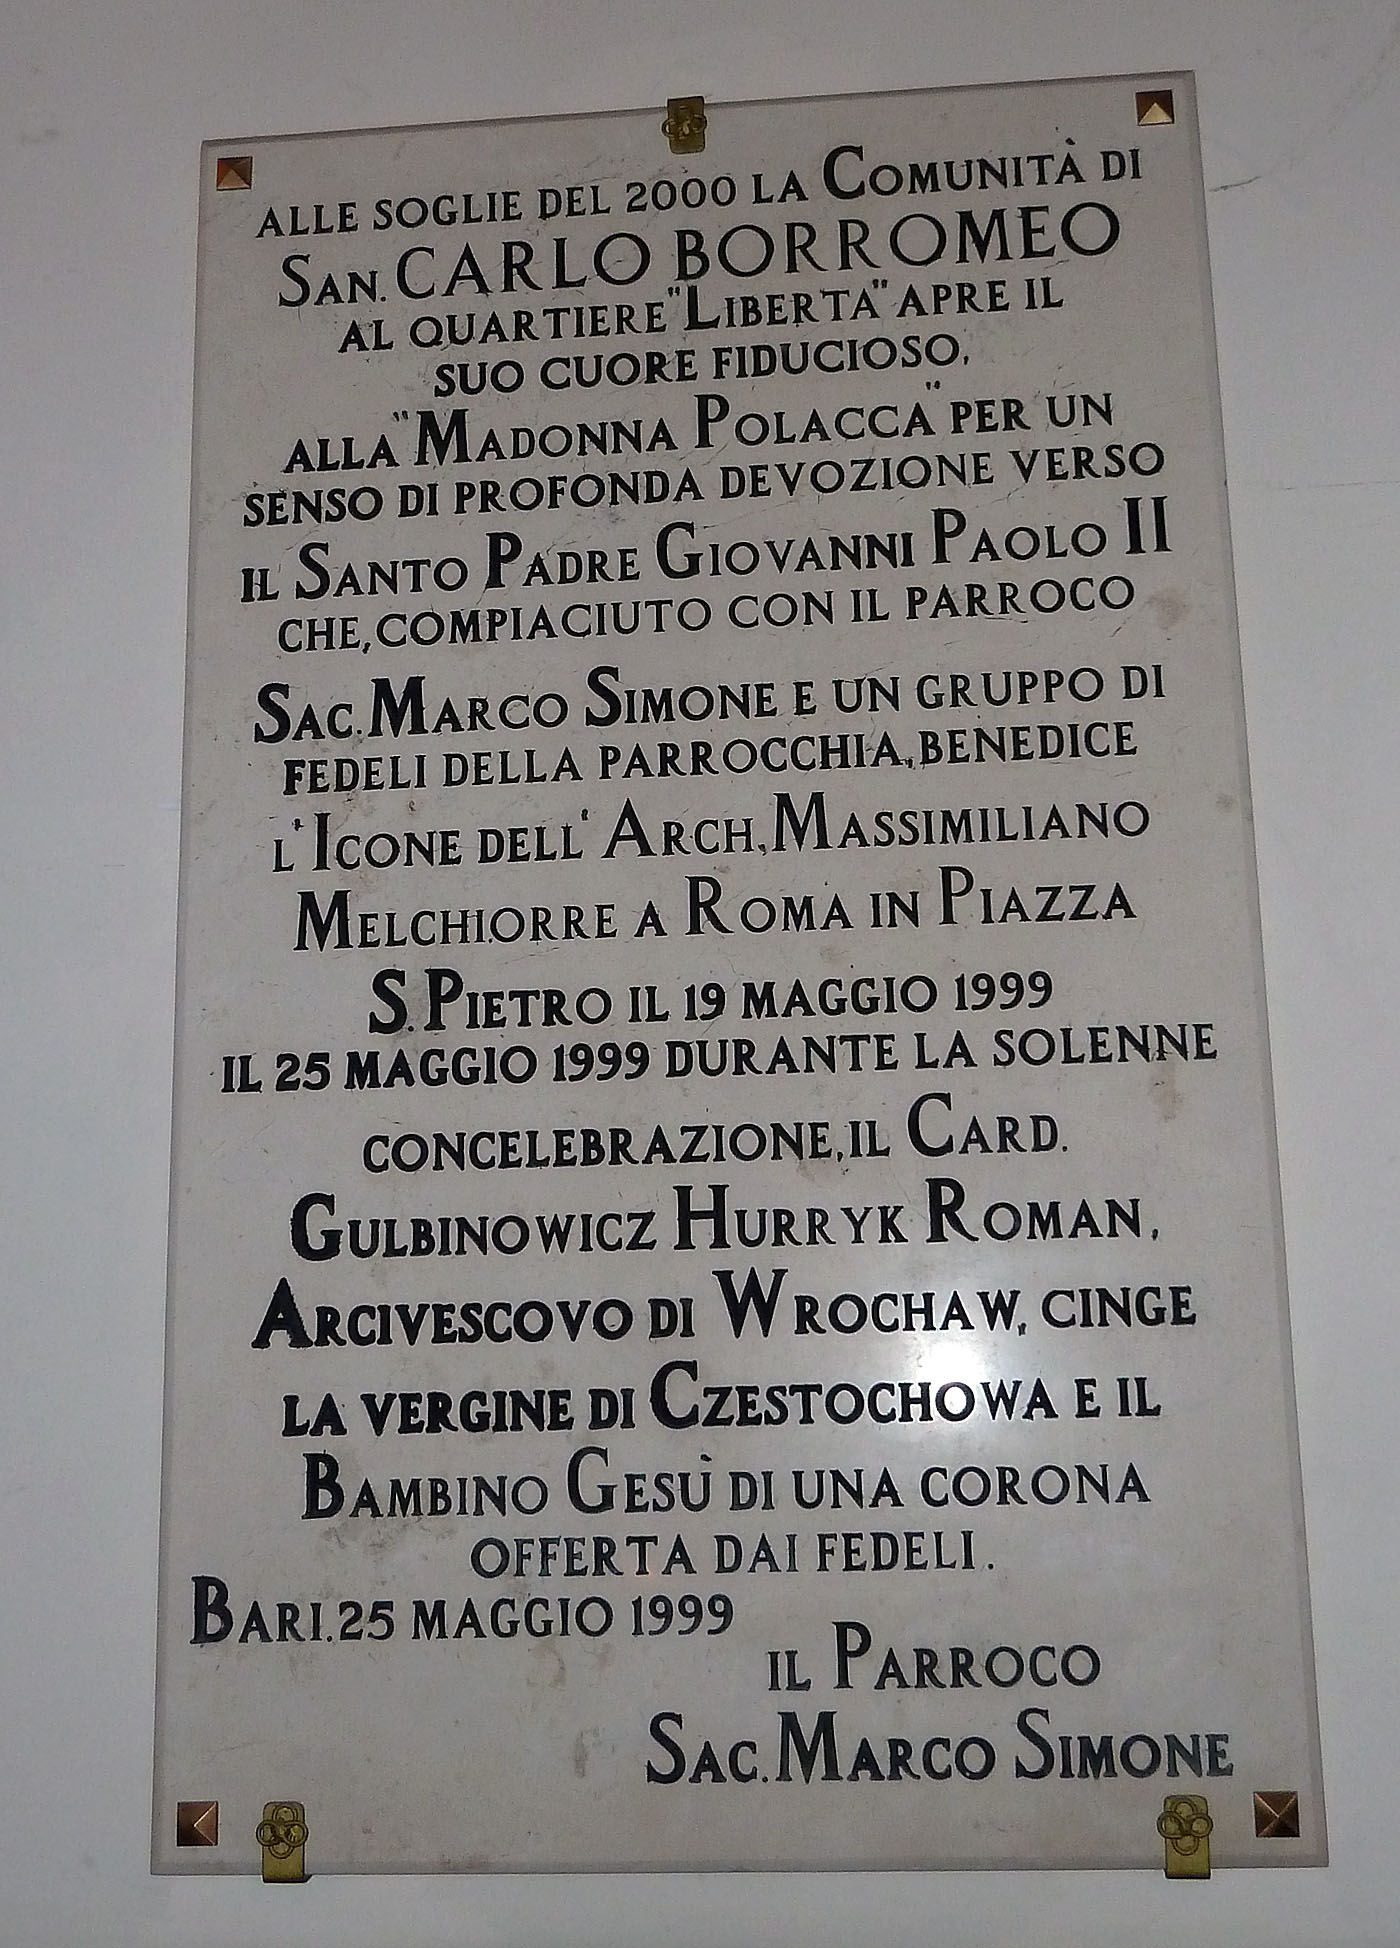 ALLE SOGLIE DEL 2000 LA COMUNITÀ DI
SAN. CARLO BORROMEO
AL QUARTIERE "LIBERTA" APRE IL
SUO CUORE FIDUCIOSO,
ALLA "MADONNA POLACCA" PER UN
SENSO DI PROFONDA DEVOZIONE VERSO
IL SANTO PADRE GIOVANNI PAOLO II
CHE, COMPIACIUTO CON IL PARROCO
SAC. MARCO SIMONE E UN GRUPPO DI
FEDELI DELLA PARROCCHIA, BENEDICE
L'ICONE DELL' ARCH, MASSIMILIANO
MELCHIORRE A ROMA IN PIAZZA
S. PIETRO IL 19 MAGGIO 1999
IL 25 MAGGIO 1999 DURANTE LA SOLENNE
CONCELEBRAZIONE, IL CARD.
GULBINOWICZ HURRYK ROMAN,
ARCIVESCOVO DI WROCHAW, CINGE
LA VERGINE DI CZESTOCHOWA E IL
BAMBINO GESÙ DI UNA CORONA
OFFERTA DAI FEDELI.
BARI. 25 MAGGIO 1999
IL PARROCO
SAC. MARCO SIMONE